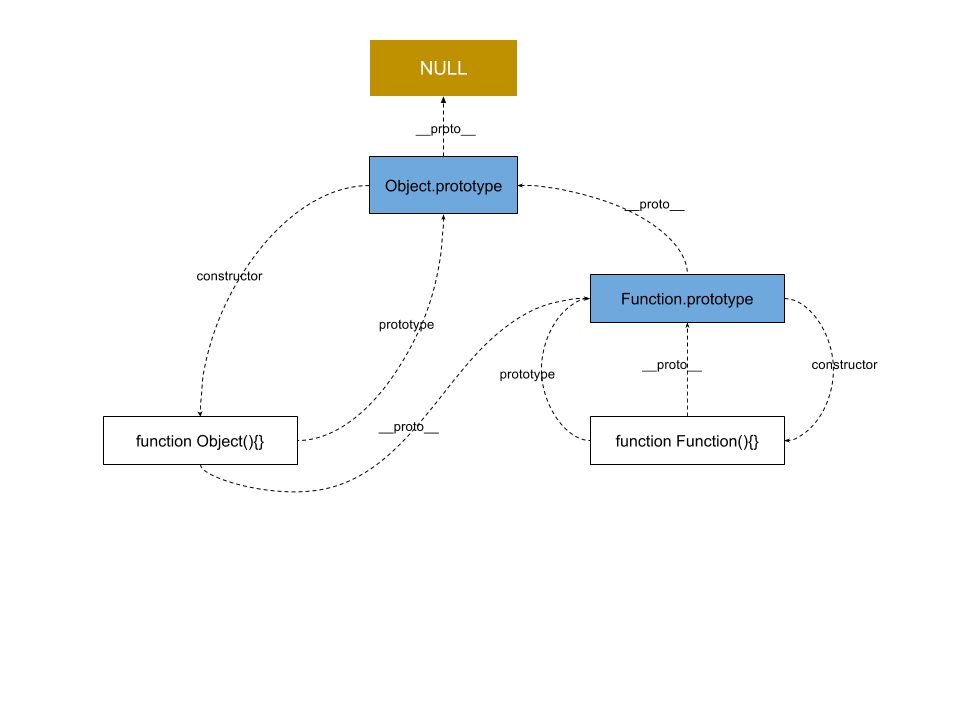 NULL
__proto__
Object.prototype
__proto__
constructor
Function.prototype
prototype
__proto__
constructor
prototype
__proto__
function Object(){}
function Function(){}